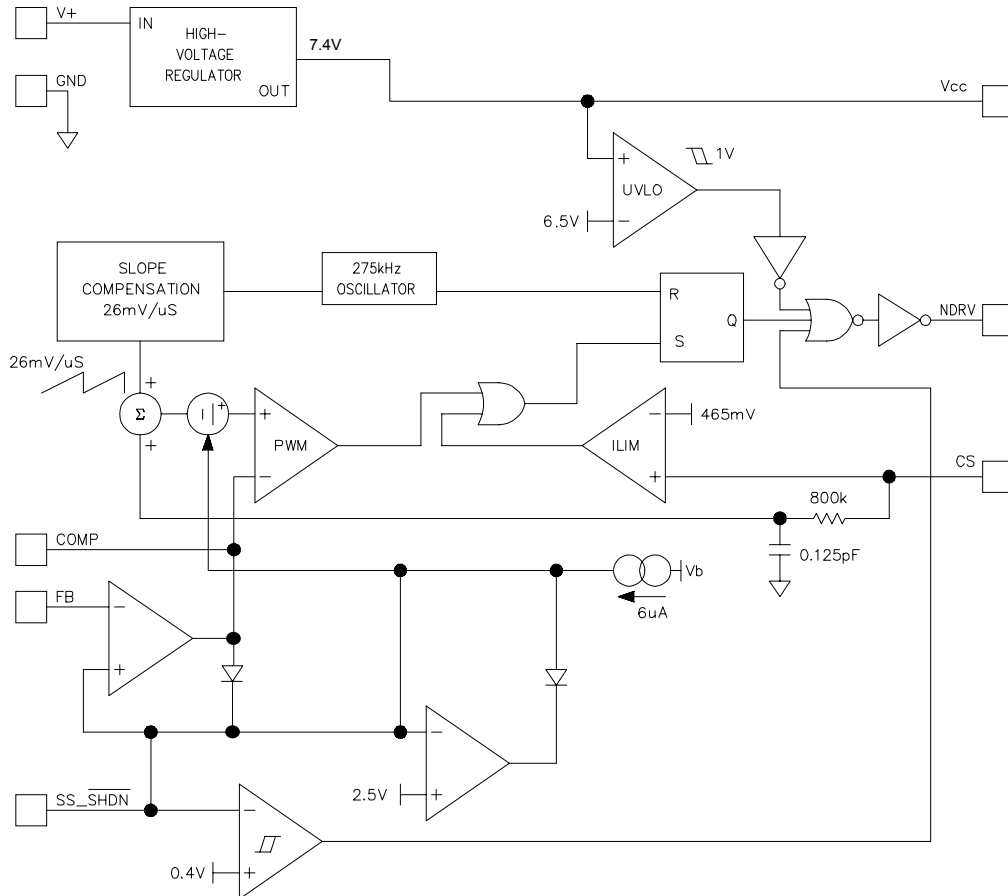 V+
IN
HIGH-
VOLTAGE
REGULATOR
OUT
7.4V
GND
Vcc
+
UVLO
1V
6.5V
−
SLOPE
COMPENSATION
26mV/uS
275kHz
OSCILLATOR
R
Q
S
NDRV
26mV/uS
+
Σ
+
+
+
PWM
−
−
465mV
ILIM
+
CS
800k
0.125pF
COMP
Vb
6uA
FB
−
+
−
2.5V
+
SS_SHDN
−
0.4V
+